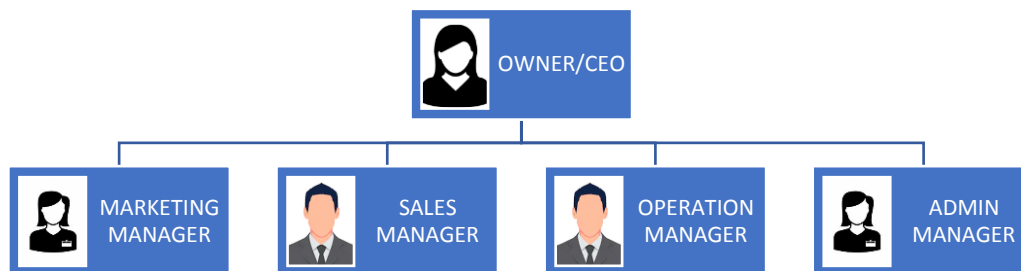 OWNER/CEO
MARKETING
MANAGER
SALES
MANAGER
OPERATION
MANAGER
ADMIN
MANAGER